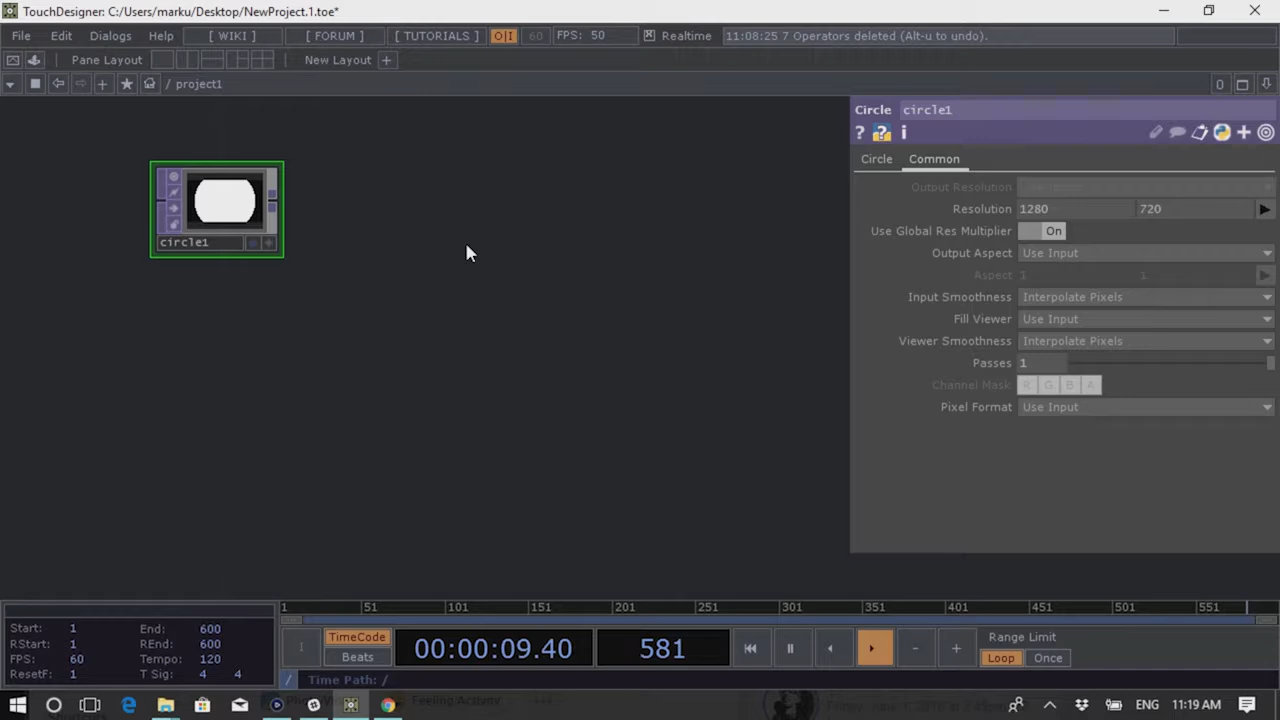 TouchDesigner: C:/Users/marku/Desktop/NewProject.1.toe*
File Edit Dialogs Help [ WIKI ] [ FORUM ] [ TUTORIALS ] O|I 60 FPS: 50 Realtime 11:08:25 7 Operators deleted (Alt-u to undo).
Pane Layout New Layout +
/ project1 0
Circle circle1
? ? i
Circle Common
Output Resolution Use Input
Resolution 1280 720
Use Global Res Multiplier On
Output Aspect Use Input
Aspect 1 1
Input Smoothness Interpolate Pixels
Fill Viewer Use Input
Viewer Smoothness Interpolate Pixels
Passes 1
Channel Mask R G B A
Pixel Format Use Input
circle1
1 51 101 151 201 251 301 351 401 451 501 551
Start: 1 End: 600
RStart: 1 REnd: 600
FPS: 60 Tempo: 120
ResetF: 1 T Sig: 4 4
TimeCode
Beats
00:00:09.40 581
Range Limit
Loop Once
/ Time Path: /
Feeling Activity
ENG 11:19 AM